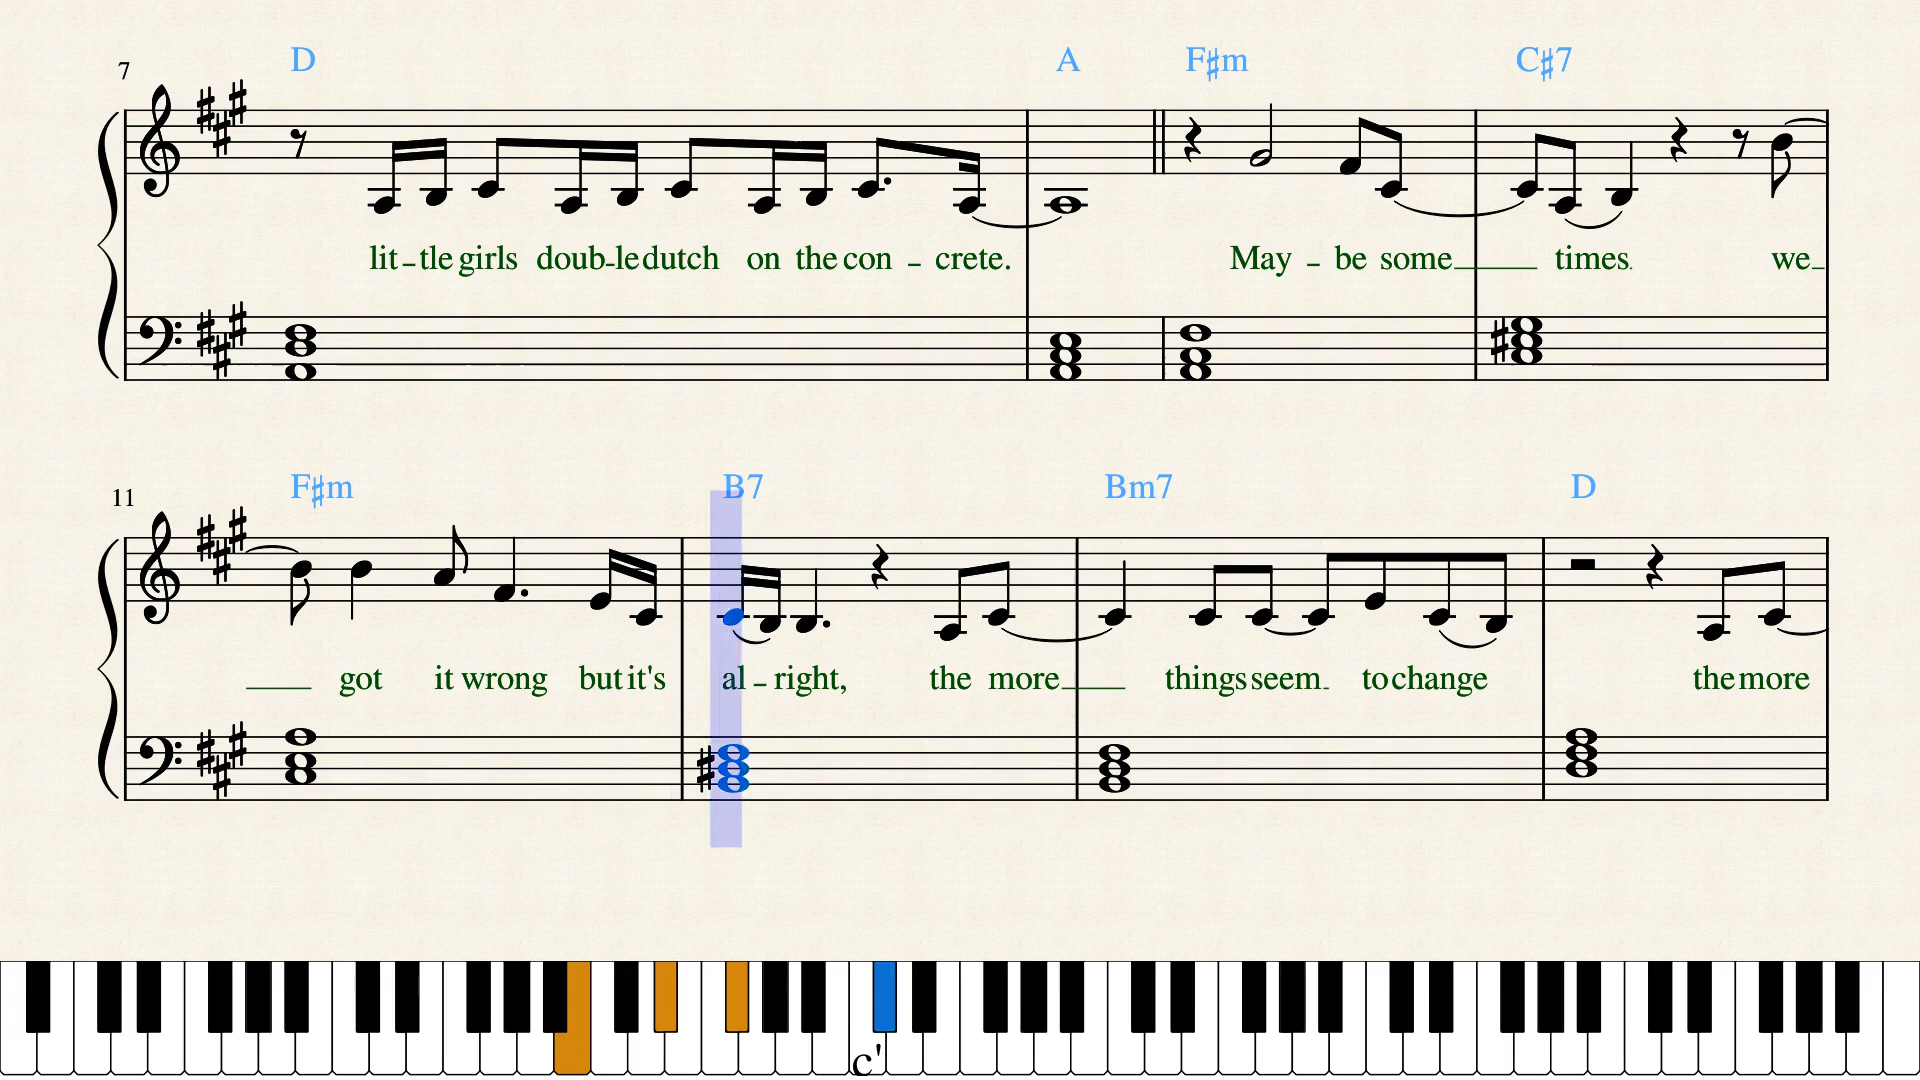 7 D A F♯m C♯7
lit - tle girls doub - le dutch on the con - crete. May - be some times we
11 F♯m B7 Bm7 D
got it wrong but it's al - right, the more things seem to change the more
c'